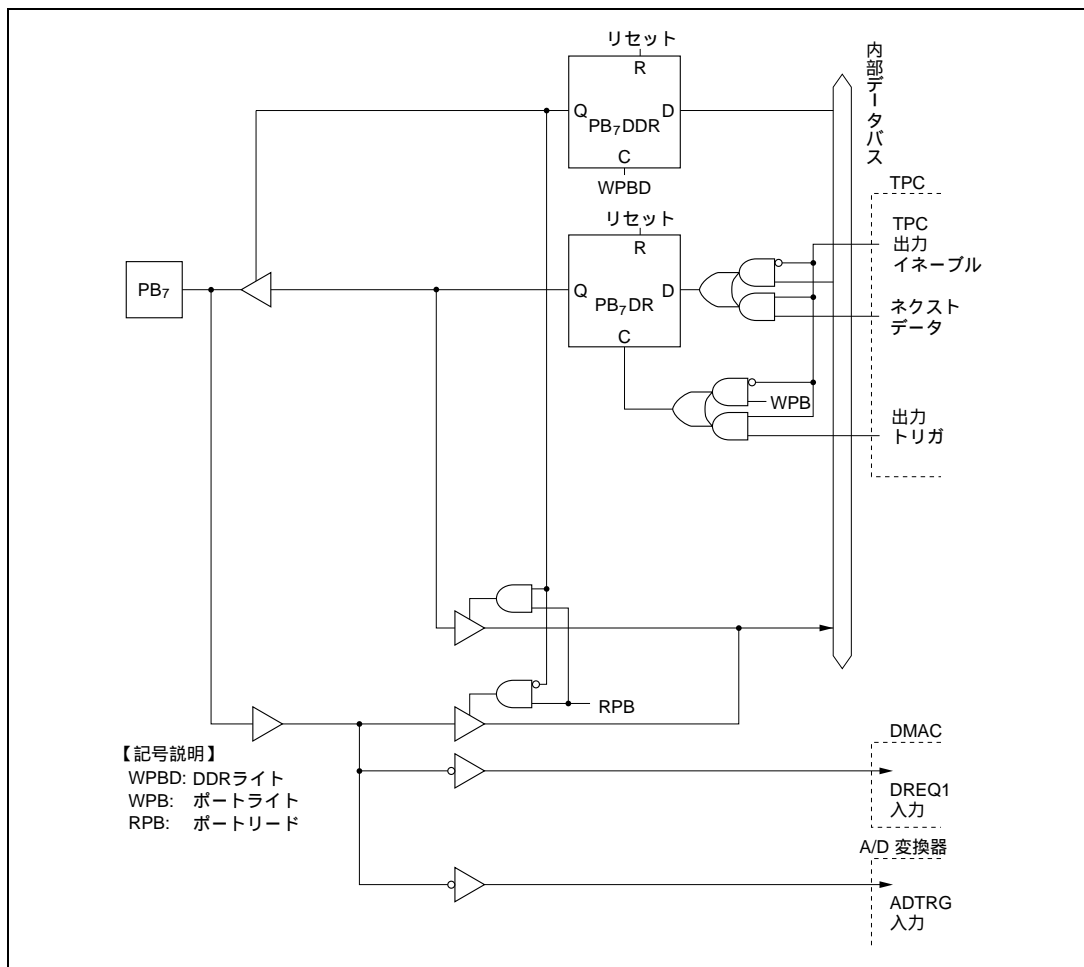 リセット
R
Q
D
PB7DDR
C
WPBD
内部データバス
TPC
TPC
出力
イネーブル
リセット
R
PB7
Q
D
PB7DR
C
ネクスト
データ
WPB
出力
トリガ
RPB
【記号説明】
WPBD: DDRライト
WPB: ポートライト
RPB: ポートリード
DMAC
DREQ1
入力
A/D 変換器
ADTRG
入力